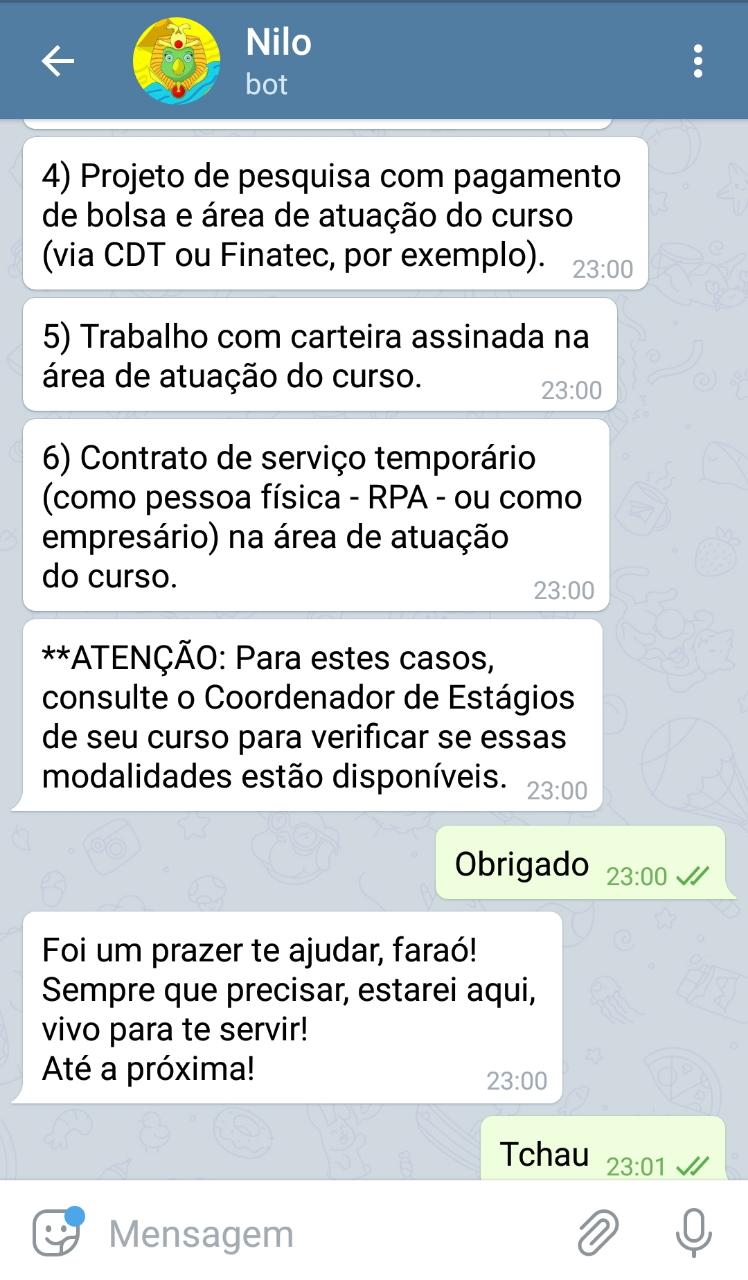 Nilo
bot
4) Projeto de pesquisa com pagamento
de bolsa e área de atuação do curso
(via CDT ou Finatec, por exemplo).
23:00
5) Trabalho com carteira assinada na
área de atuação do curso.
23:00
6) Contrato de serviço temporário
(como pessoa física - RPA - ou como
empresário) na área de atuação
do curso.
23:00
**ATENÇÃO: Para estes casos,
consulte o Coordenador de Estágios
de seu curso para verificar se essas
modalidades estão disponíveis.
23:00
Obrigado 23:00
Foi um prazer te ajudar, faraó!
Sempre que precisar, estarei aqui,
vivo para te servir!
Até a próxima!
23:00
Tchau 23:01
Mensagem